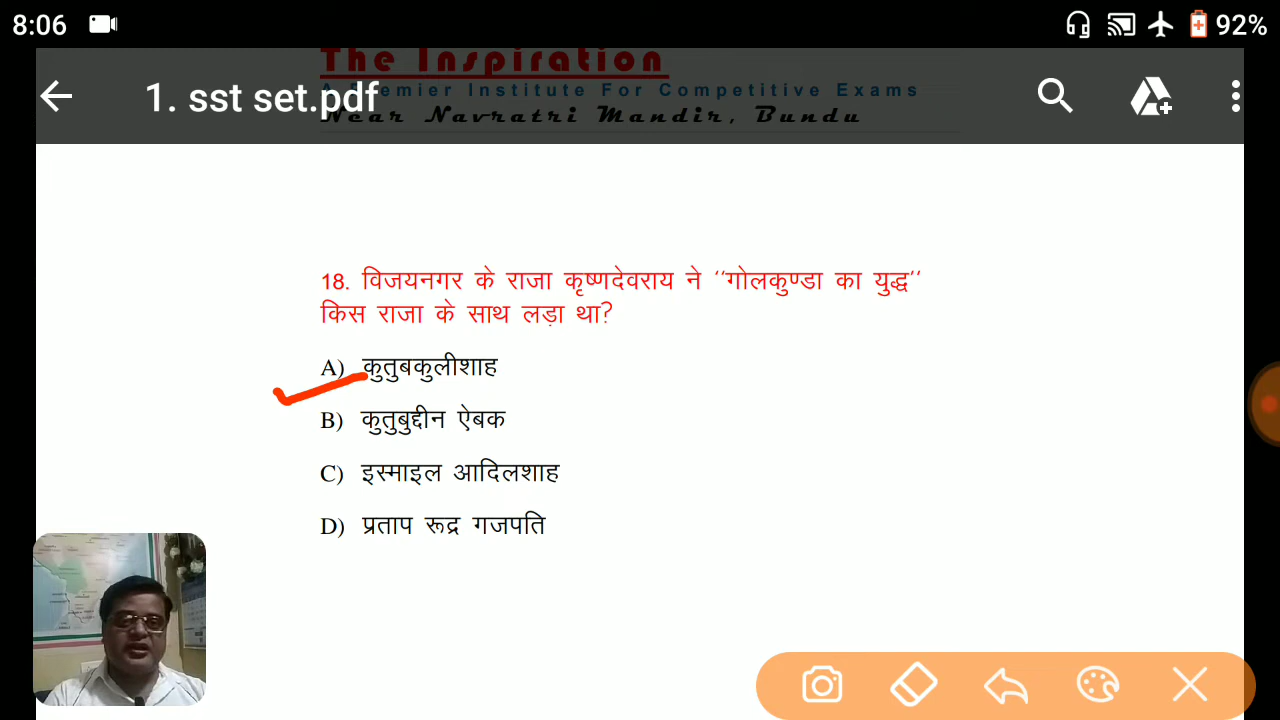 8:06
92%
The Inspiration
1. sst set.pdf
A Premier Institute For Competitive Exams
Near Navratri Mandir, Bundu
18. विजयनगर के राजा कृष्णदेवराय ने ‘‘गोलकुण्डा का युद्ध‘‘
किस राजा के साथ लड़ा था?
A) कुतुबकुलीशाह
B) कुतुबुद्दीन ऐबक
C) इस्माइल आदिलशाह
D) प्रताप रूद्र गजपति